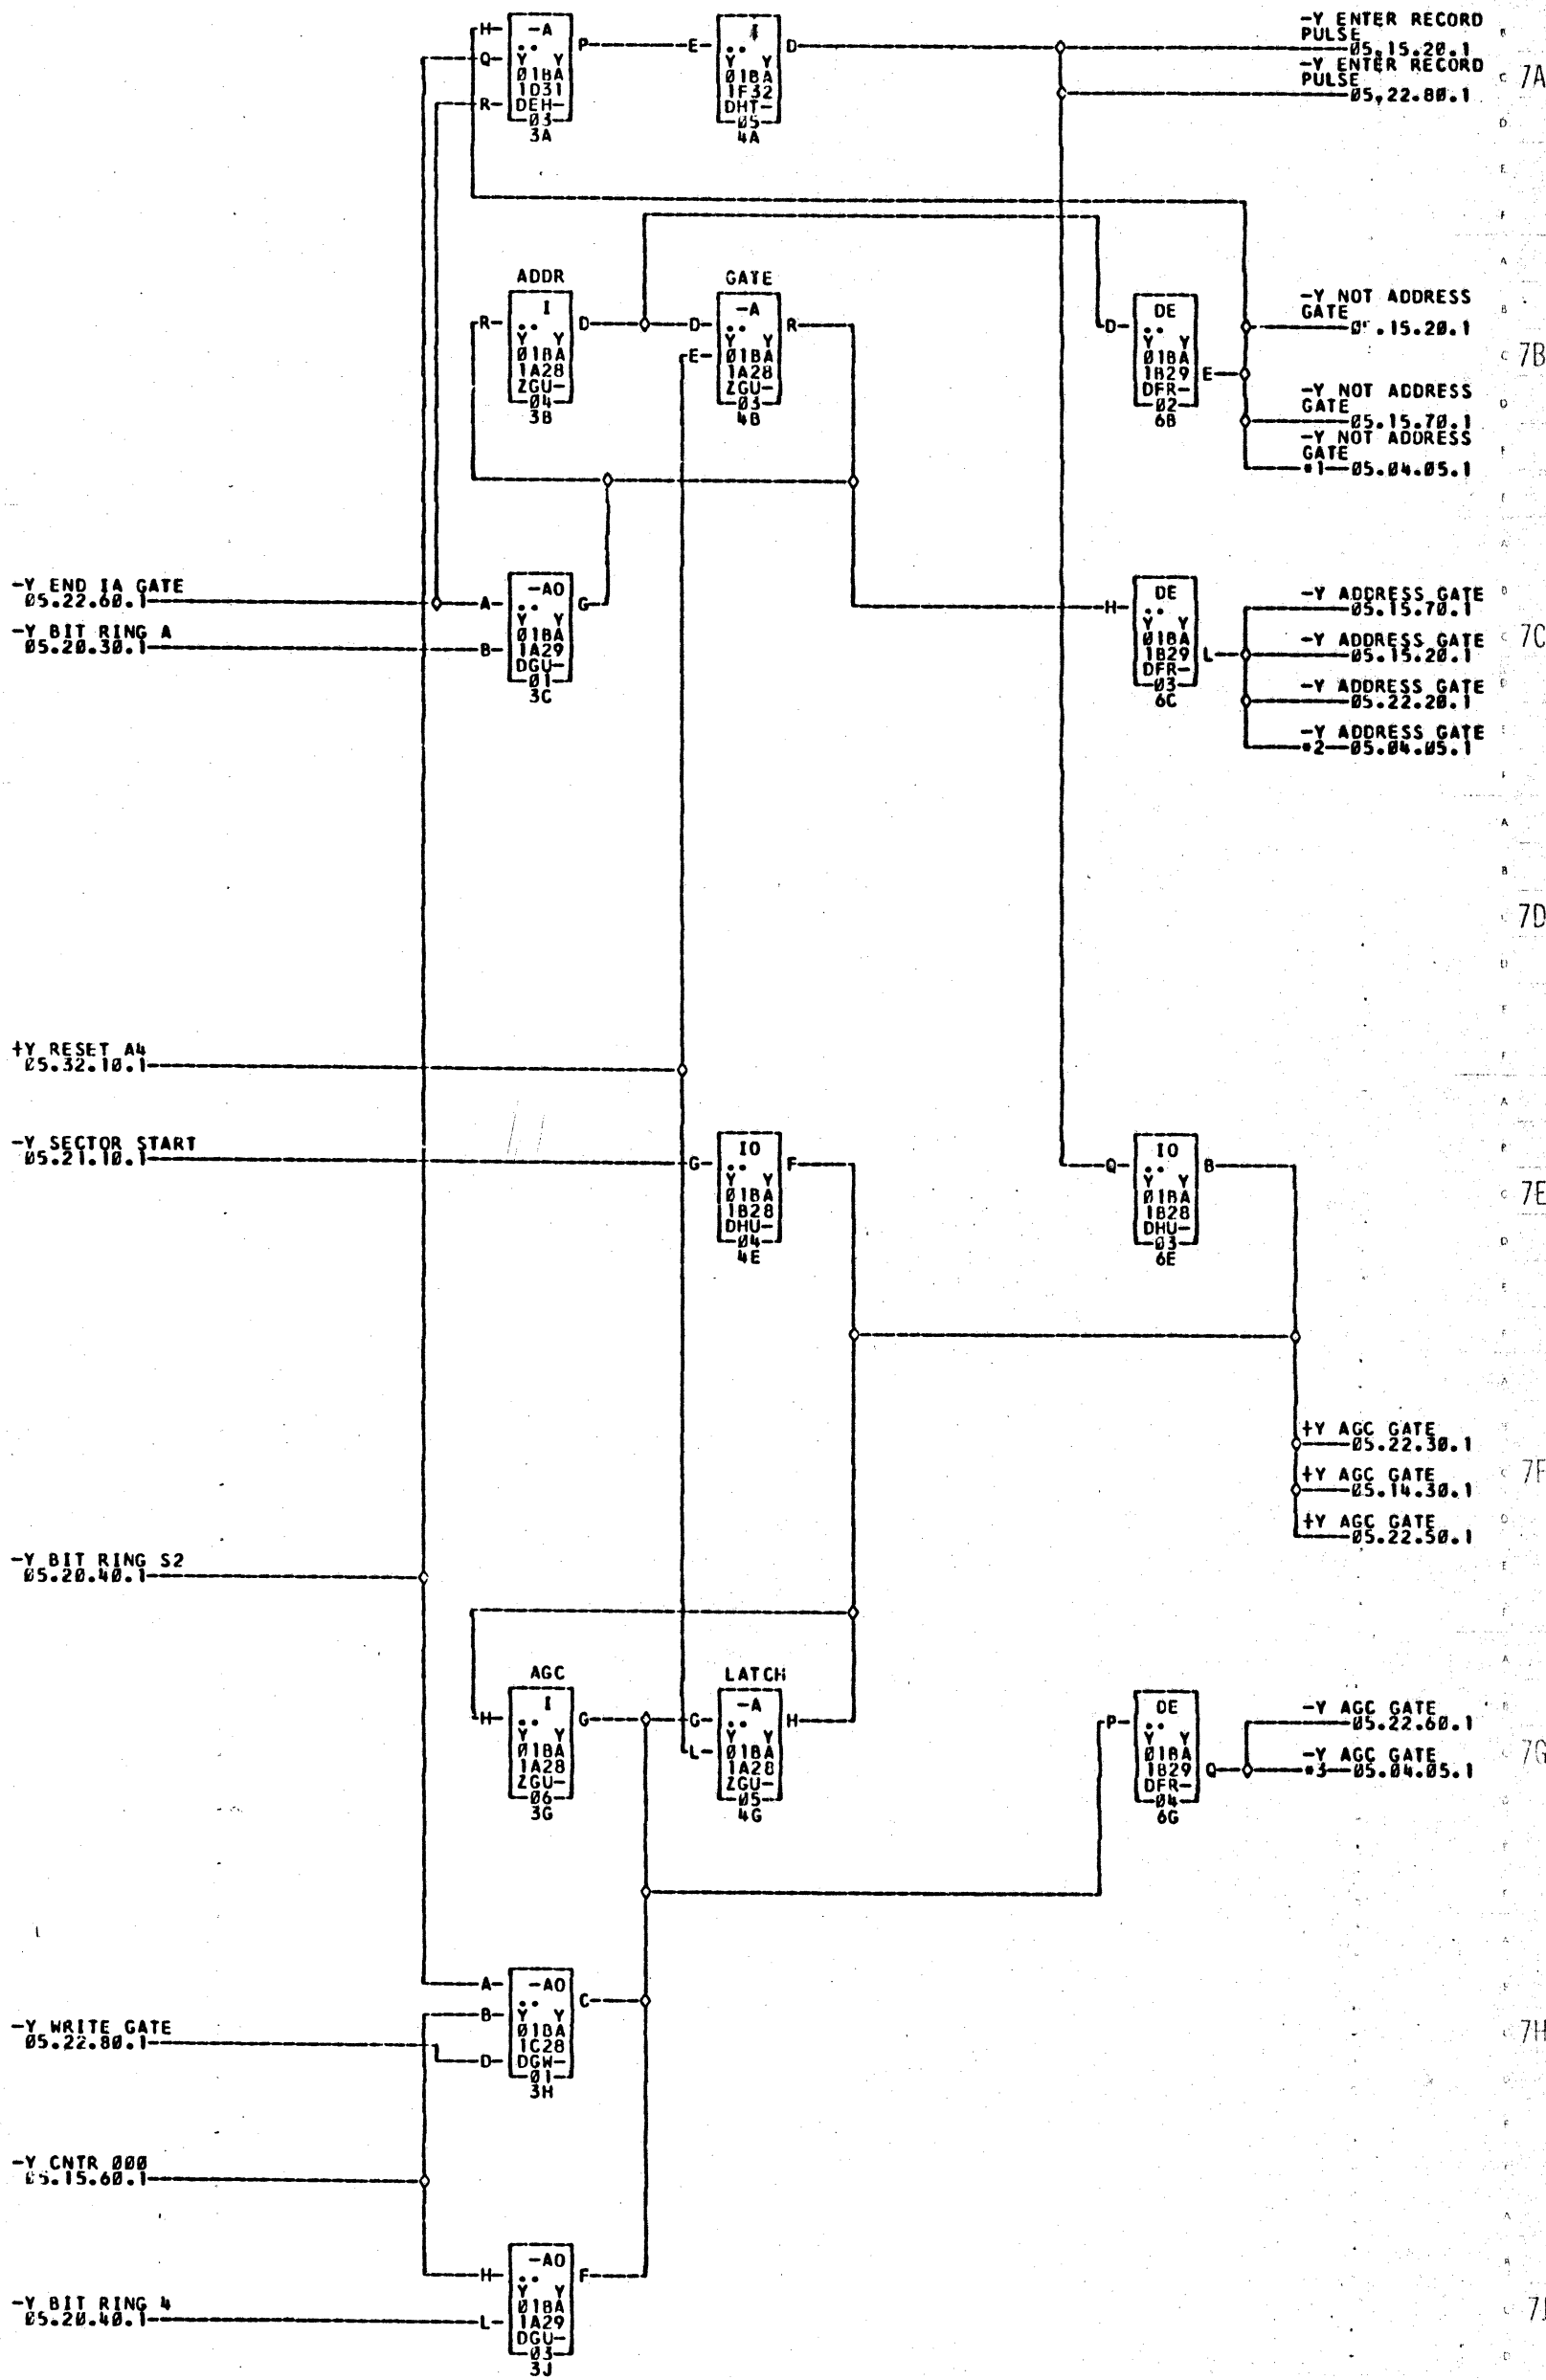 -Y ENTER RECORD
PULSE
05.15.20.1
-Y ENTER RECORD
PULSE
05.22.80.1
7A
H- -A P
Q- Y Y
01BA
1D31
R- DEH-
03
3A
E- I D
Y Y
01BA
1F32
DHT-
05
4A
ADDR
R- I D
Y Y
01BA
1A28
ZGU-
04
3B
GATE
D- -A R
E- Y Y
01BA
1A28
ZGU-
03
4B
D- DE
Y Y
01BA
1B29 E
DFR-
02
6B
-Y NOT ADDRESS
GATE
.15.20.1
-Y NOT ADDRESS
GATE
05.15.70.1
-Y NOT ADDRESS
GATE
*1-05.04.05.1
7B
-Y END IA GATE
05.22.60.1
-Y BIT RING A
05.20.30.1
A- -AO G
Y Y
B- 01BA
1A29
DGU-
01
3C
H- DE
Y Y
01BA
1B29 L
DFR-
03
6C
-Y ADDRESS GATE
05.15.70.1
-Y ADDRESS GATE
05.15.20.1
-Y ADDRESS GATE
05.22.20.1
-Y ADDRESS GATE
*2-05.04.05.1
7C
7D
+Y RESET A4
05.32.10.1
-Y SECTOR START
05.21.10.1
G- IO F
Y Y
01BA
1B28
DHU-
04
4E
Q- IO B
Y Y
01BA
1B28
DHU-
03
6E
7E
+Y AGC GATE
05.22.30.1
+Y AGC GATE
05.14.30.1
+Y AGC GATE
05.22.50.1
7F
-Y BIT RING S2
05.20.40.1
AGC
H- I G
Y Y
01BA
1A28
ZGU-
06
3G
LATCH
G- -A H
Y Y
L- 01BA
1A28
ZGU-
05
4G
P- DE
Y Y
01BA
1B29 Q
DFR-
04
6G
-Y AGC GATE
05.22.60.1
-Y AGC GATE
*3-05.04.05.1
7G
A- -AO C
B- Y Y
01BA
1C28
D- DGW-
01
3H
-Y WRITE GATE
05.22.80.1
7H
-Y CNTR 000
05.15.60.1
H- -AO F
Y Y
01BA
L- 1A29
DGU-
03
3J
-Y BIT RING 4
05.20.40.1